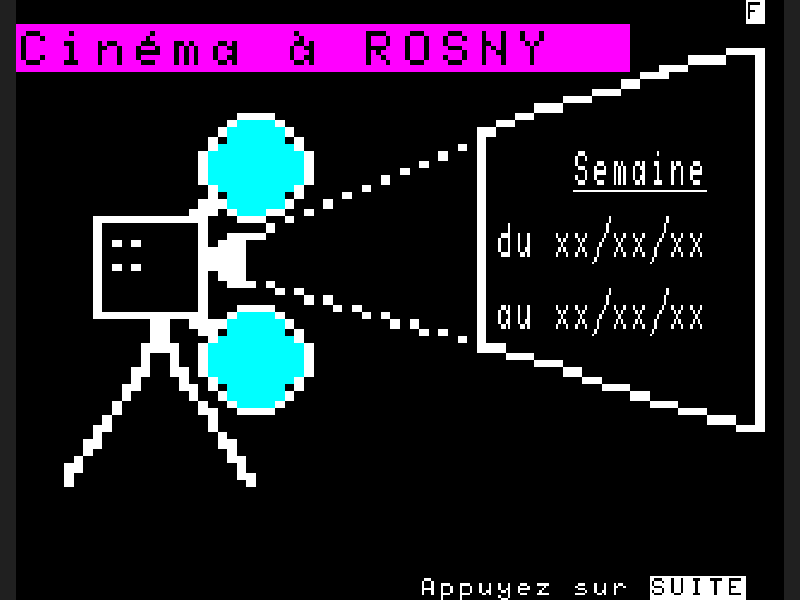 F
Cinéma à ROSNY
Semaine
du xx/xx/xx
au xx/xx/xx
Appuyez sur SUITE